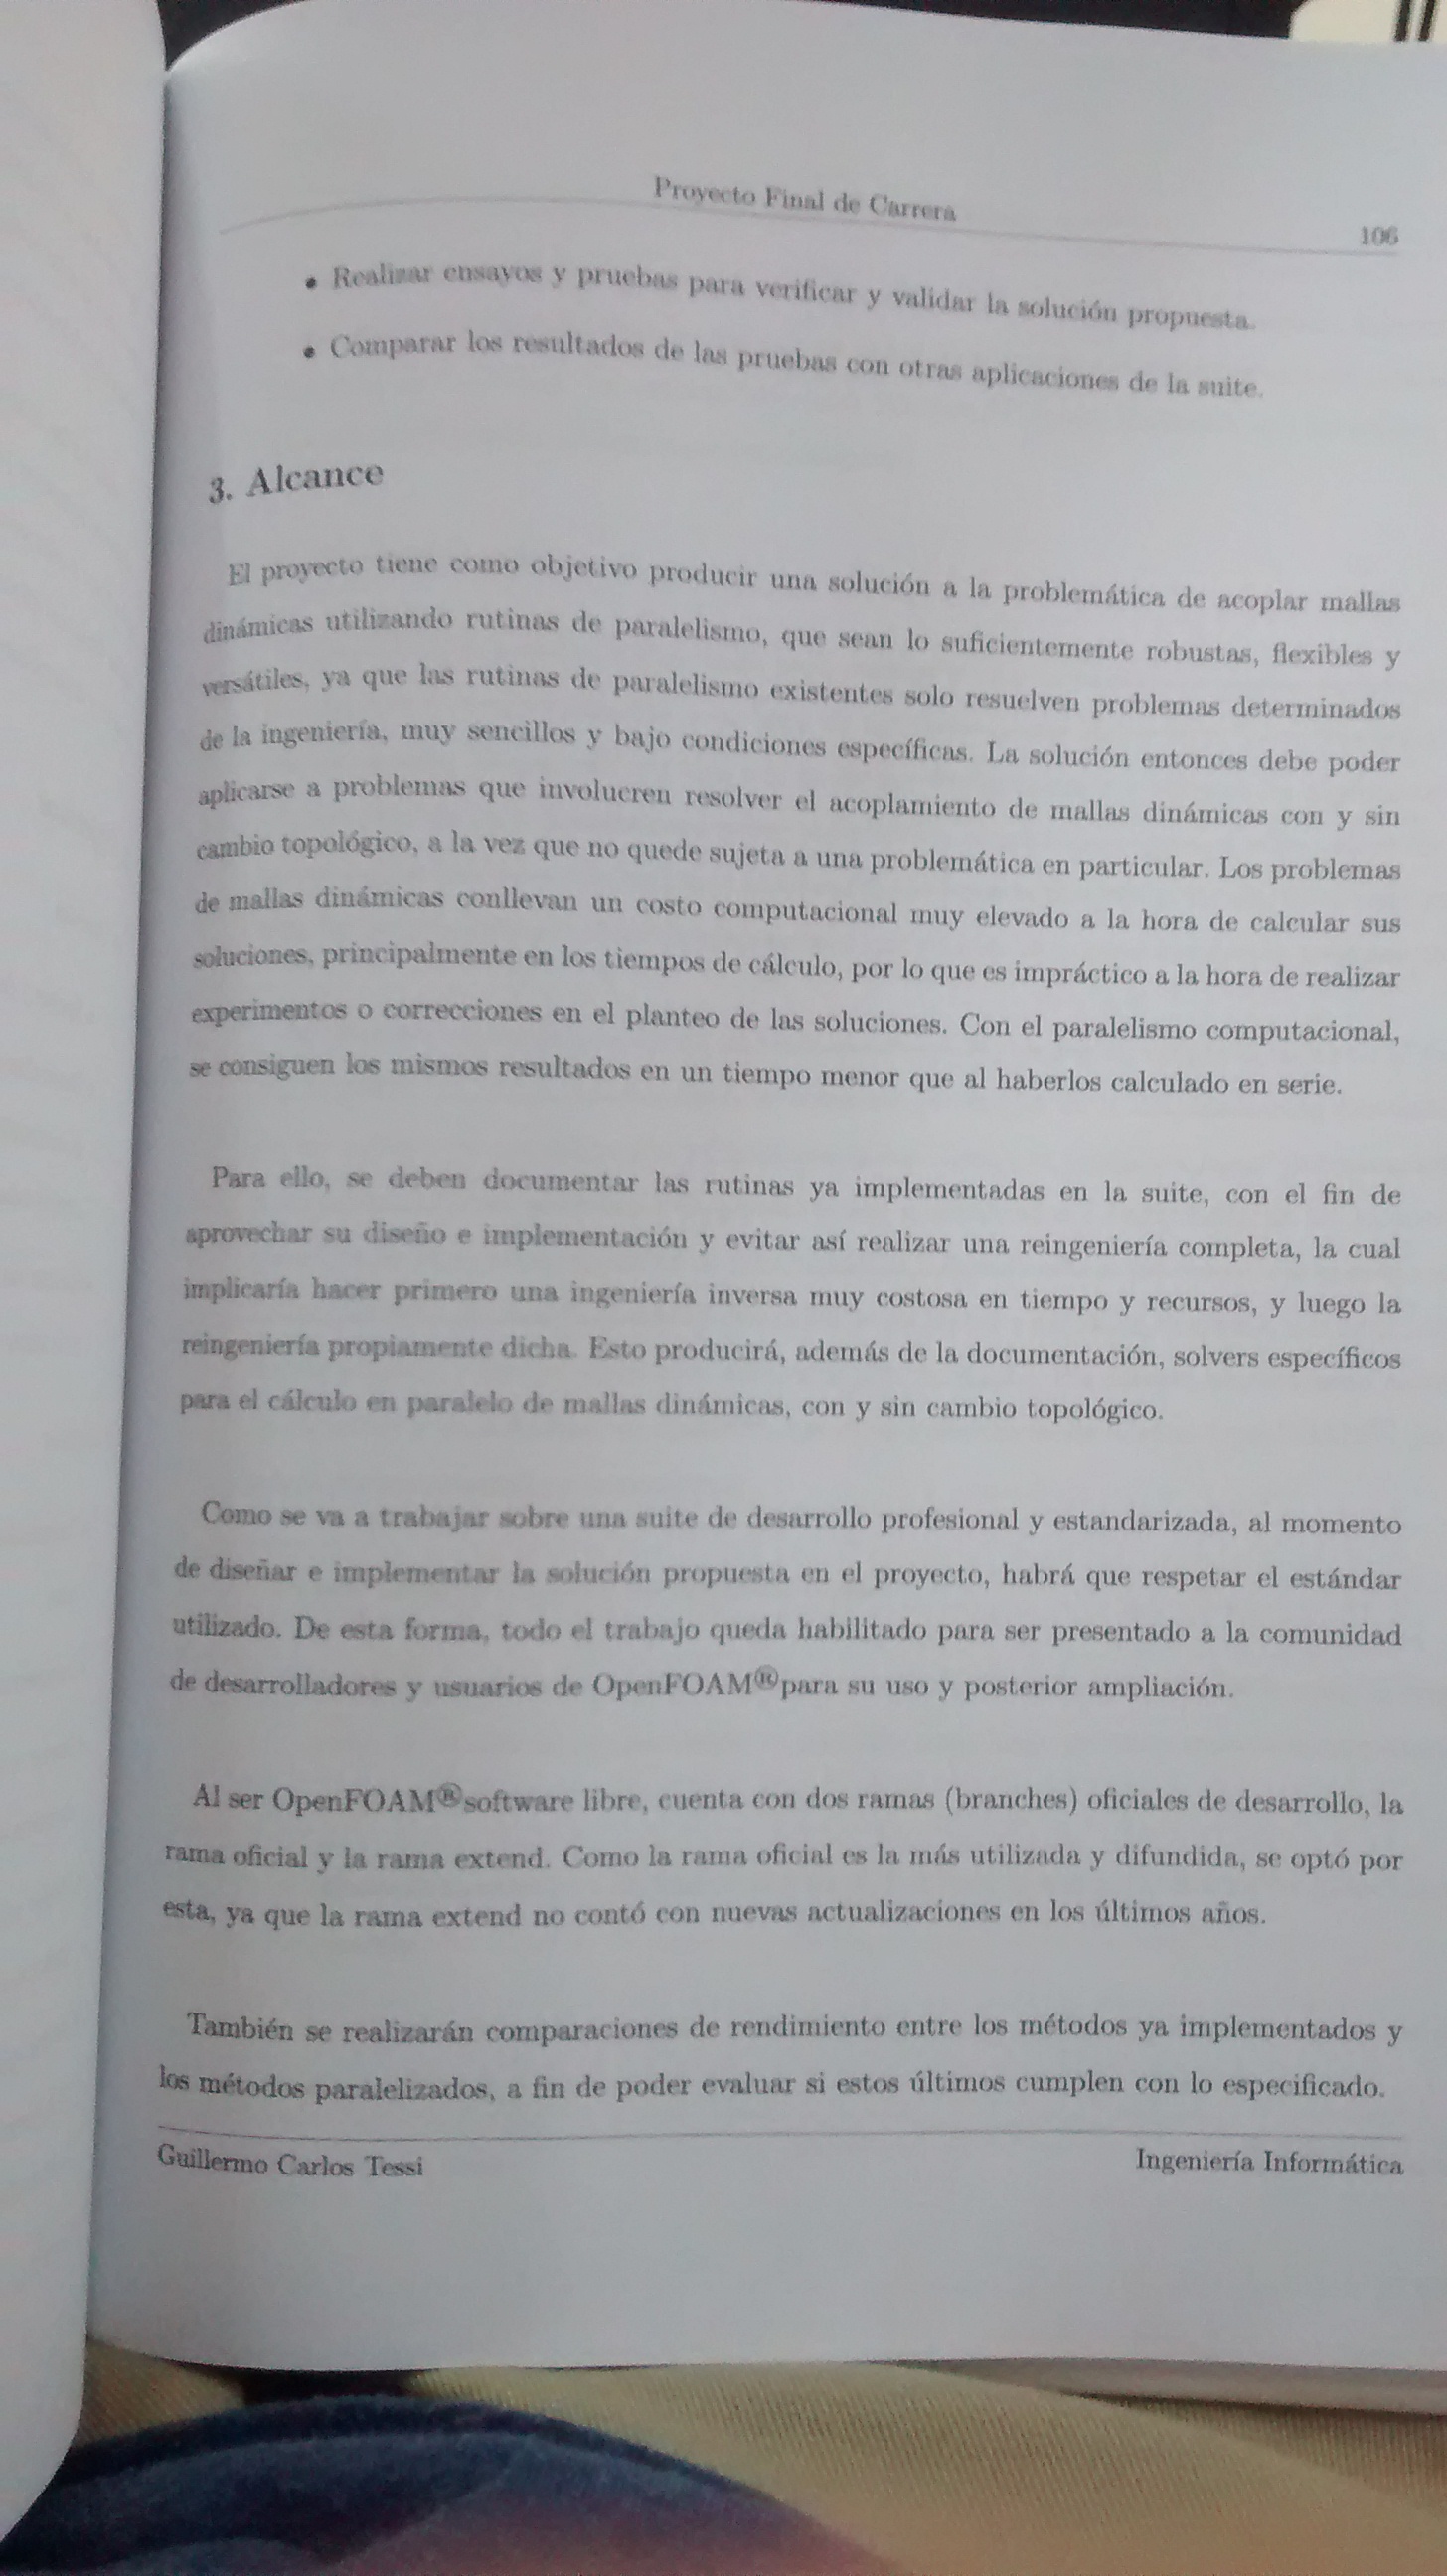 Proyecto Final de Carrera
106
• Realizar ensayos y pruebas para verificar y validar la solución propuesta.
• Comparar los resultados de las pruebas con otras aplicaciones de la suite.
3. Alcance
El proyecto tiene como objetivo producir una solución a la problemática de acoplar mallas
dinámicas utilizando rutinas de paralelismo, que sean lo suficientemente robustas, flexibles y
versátiles, ya que las rutinas de paralelismo existentes solo resuelven problemas determinados
de la ingeniería, muy sencillos y bajo condiciones específicas. La solución entonces debe poder
aplicarse a problemas que involucren resolver el acoplamiento de mallas dinámicas con y sin
cambio topológico, a la vez que no quede sujeta a una problemática en particular. Los problemas
de mallas dinámicas conllevan un costo computacional muy elevado a la hora de calcular sus
soluciones, principalmente en los tiempos de cálculo, por lo que es impráctico a la hora de realizar
experimentos o correcciones en el planteo de las soluciones. Con el paralelismo computacional,
se consiguen los mismos resultados en un tiempo menor que al haberlos calculado en serie.
Para ello, se deben documentar las rutinas ya implementadas en la suite, con el fin de
aprovechar su diseño e implementación y evitar así realizar una reingeniería completa, la cual
implicaría hacer primero una ingeniería inversa muy costosa en tiempo y recursos, y luego la
reingeniería propiamente dicha. Esto producirá, además de la documentación, solvers específicos
para el cálculo en paralelo de mallas dinámicas, con y sin cambio topológico.
Como se va a trabajar sobre una suite de desarrollo profesional y estandarizada, al momento
de diseñar e implementar la solución propuesta en el proyecto, habrá que respetar el estándar
utilizado. De esta forma, todo el trabajo queda habilitado para ser presentado a la comunidad
de desarrolladores y usuarios de OpenFOAM®para su uso y posterior ampliación.
Al ser OpenFOAM®software libre, cuenta con dos ramas (branches) oficiales de desarrollo, la
rama oficial y la rama extend. Como la rama oficial es la más utilizada y difundida, se optó por
esta, ya que la rama extend no contó con nuevas actualizaciones en los últimos años.
También se realizarán comparaciones de rendimiento entre los métodos ya implementados y
los métodos paralelizados, a fin de poder evaluar si estos últimos cumplen con lo especificado.
Guillermo Carlos Tessi
Ingeniería Informática